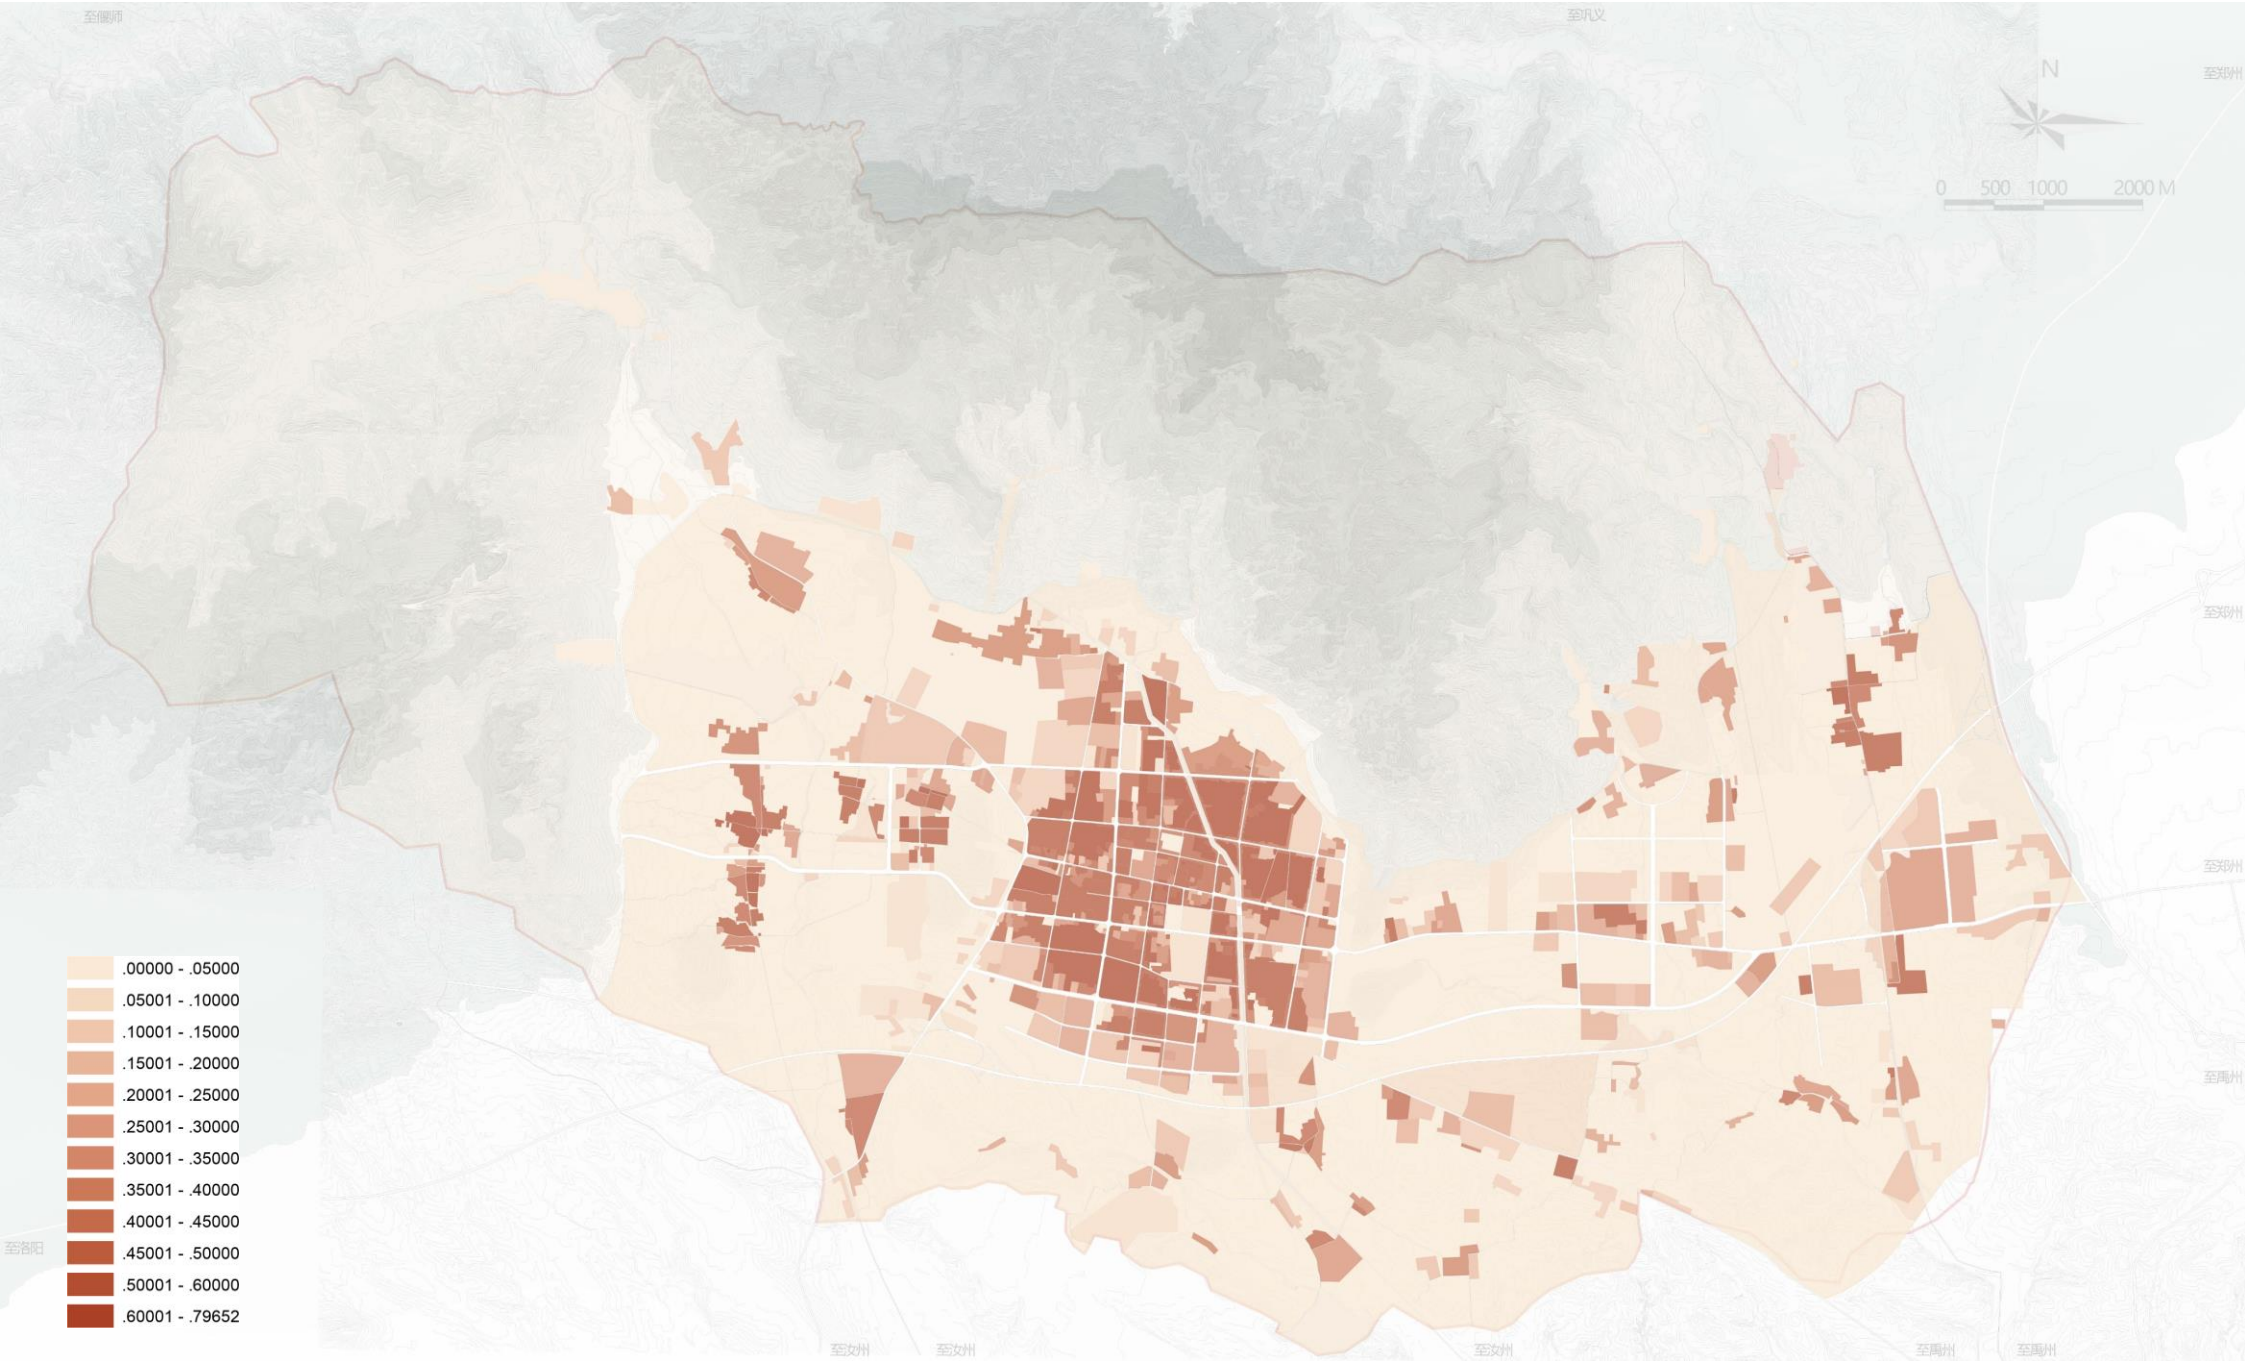 至偃师
至巩义
N
至郑州
0 500 1000 2000 M
至郑州
至郑州
.00000 - .05000
.05001 - .10000
.10001 - .15000
.15001 - .20000
.20001 - .25000
.25001 - .30000
.30001 - .35000
.35001 - .40000
.40001 - .45000
.45001 - .50000
.50001 - .60000
.60001 - .79652
至禹州
至洛阳
至汝州
至汝州
至汝州
至禹州
至禹州